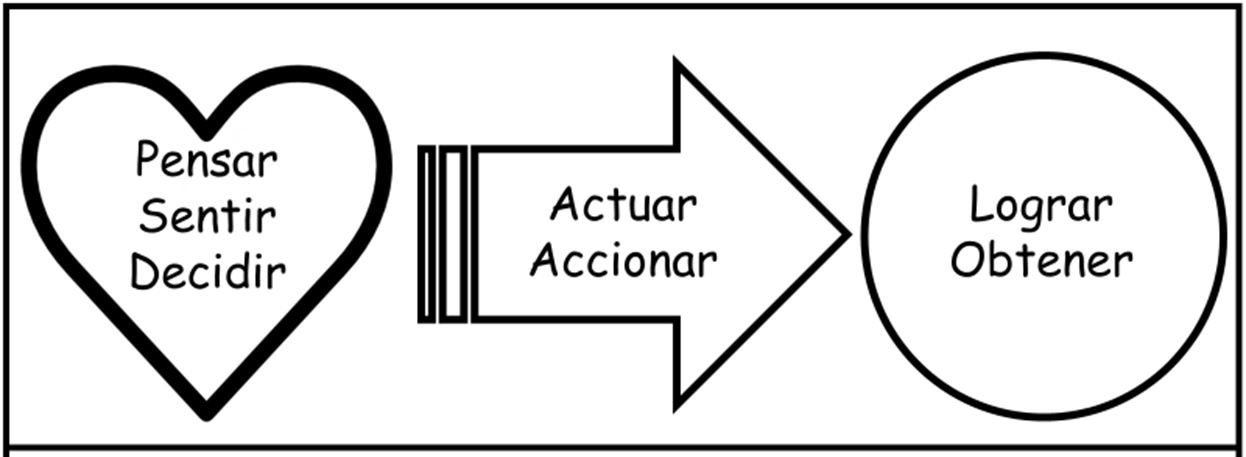 Pensar
Sentir
Decidir
Actuar
Accionar
Lograr
Obtener